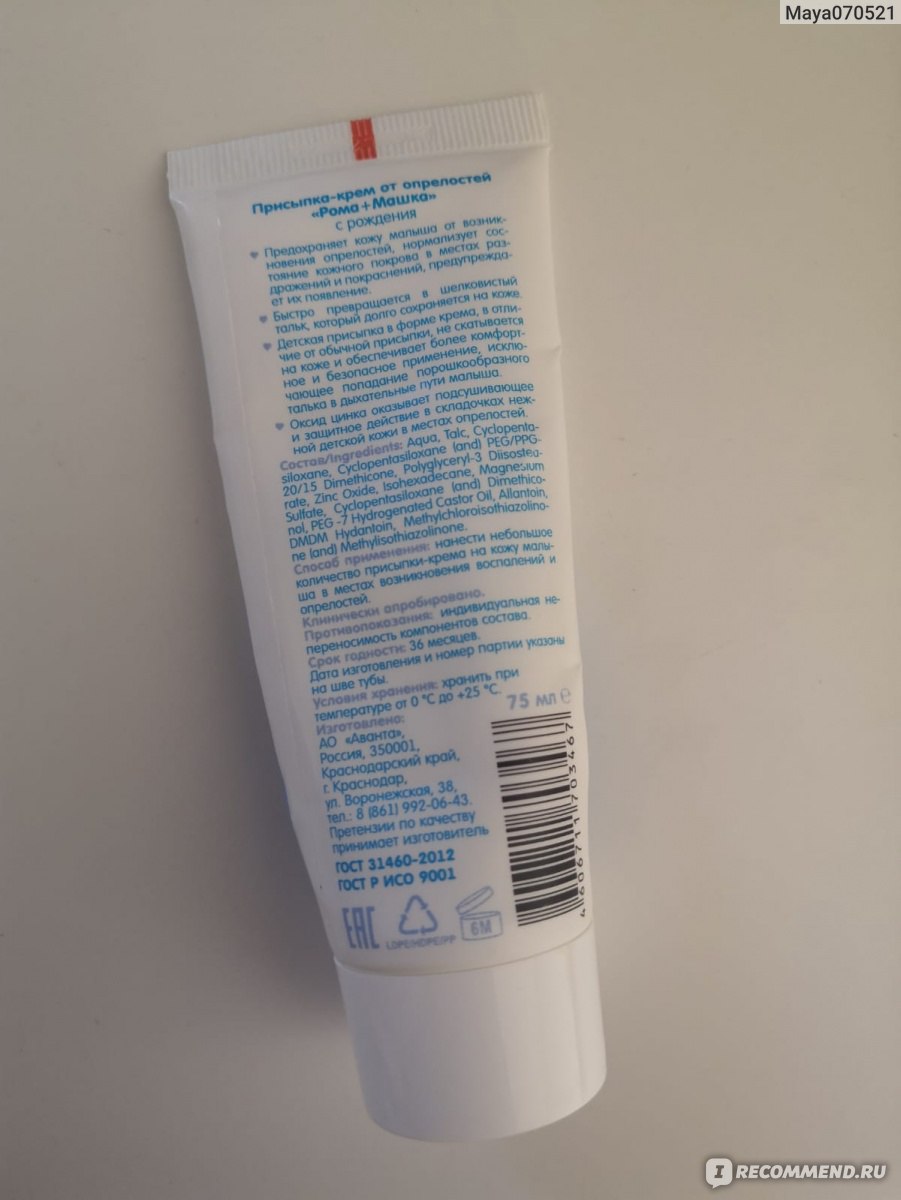 Maya070521
Присыпка-крем от опрелостей
«Рома+Машка»
с рождения
Предохраняет кожу малыша от возник-
новения опрелостей, нормализует сос-
тояние кожного покрова в местах раз-
дражений и покраснений, предупрежда-
ет их появление.
Быстро превращается в шелковистый
тальк, который долго сохраняется на коже.
Детская присыпка в форме крема, в отли-
чие от обычной присыпки, не скатывается
на коже и обеспечивает более комфорт-
ное и безопасное применение, исклю-
чающее попадание порошкообразного
талька в дыхательные пути малыша.
Оксид цинка оказывает подсушивающее
и защитное действие в складочках неж-
ной детской кожи в местах опрелостей.
Состав/Ingredients: Aqua, Talc, Cyclopenta-
siloxane, Cyclopentasiloxane (and) PEG/PPG-
20/15 Dimethicone, Polyglyceryl-3 Diisostea-
rate, Zinc Oxide, Isohexadecane, Magnesium
Sulfate, Cyclopentasiloxane (and) Dimethico-
nol, PEG -7 Hydrogenated Castor Oil, Allantoin,
DMDM Hydantoin, Methylchloroisothiazolino-
ne (and) Methylisothiazolinone.
Способ применения: нанести небольшое
количество присыпки-крема на кожу малы-
ша в местах возникновения воспалений и
опрелостей.
Клинически апробировано.
Противопоказания: индивидуальная не-
переносимость компонентов состава.
Срок годности: 36 месяцев.
Дата изготовления и номер партии указаны
на шве тубы.
Условия хранения: хранить при
температуре от 0 °C до +25 °C.
75 мл ℮
Изготовлено:
АО «Аванта»,
Россия, 350001,
Краснодарский край,
г. Краснодар,
ул. Воронежская, 38,
тел.: 8 (861) 992-06-43.
Претензии по качеству
принимает изготовитель
ГОСТ 31460-2012
ГОСТ Р ИСО 9001
4606711703467
EAC
LDPE/HDPE/PP
6M
IRECOMMEND.RU